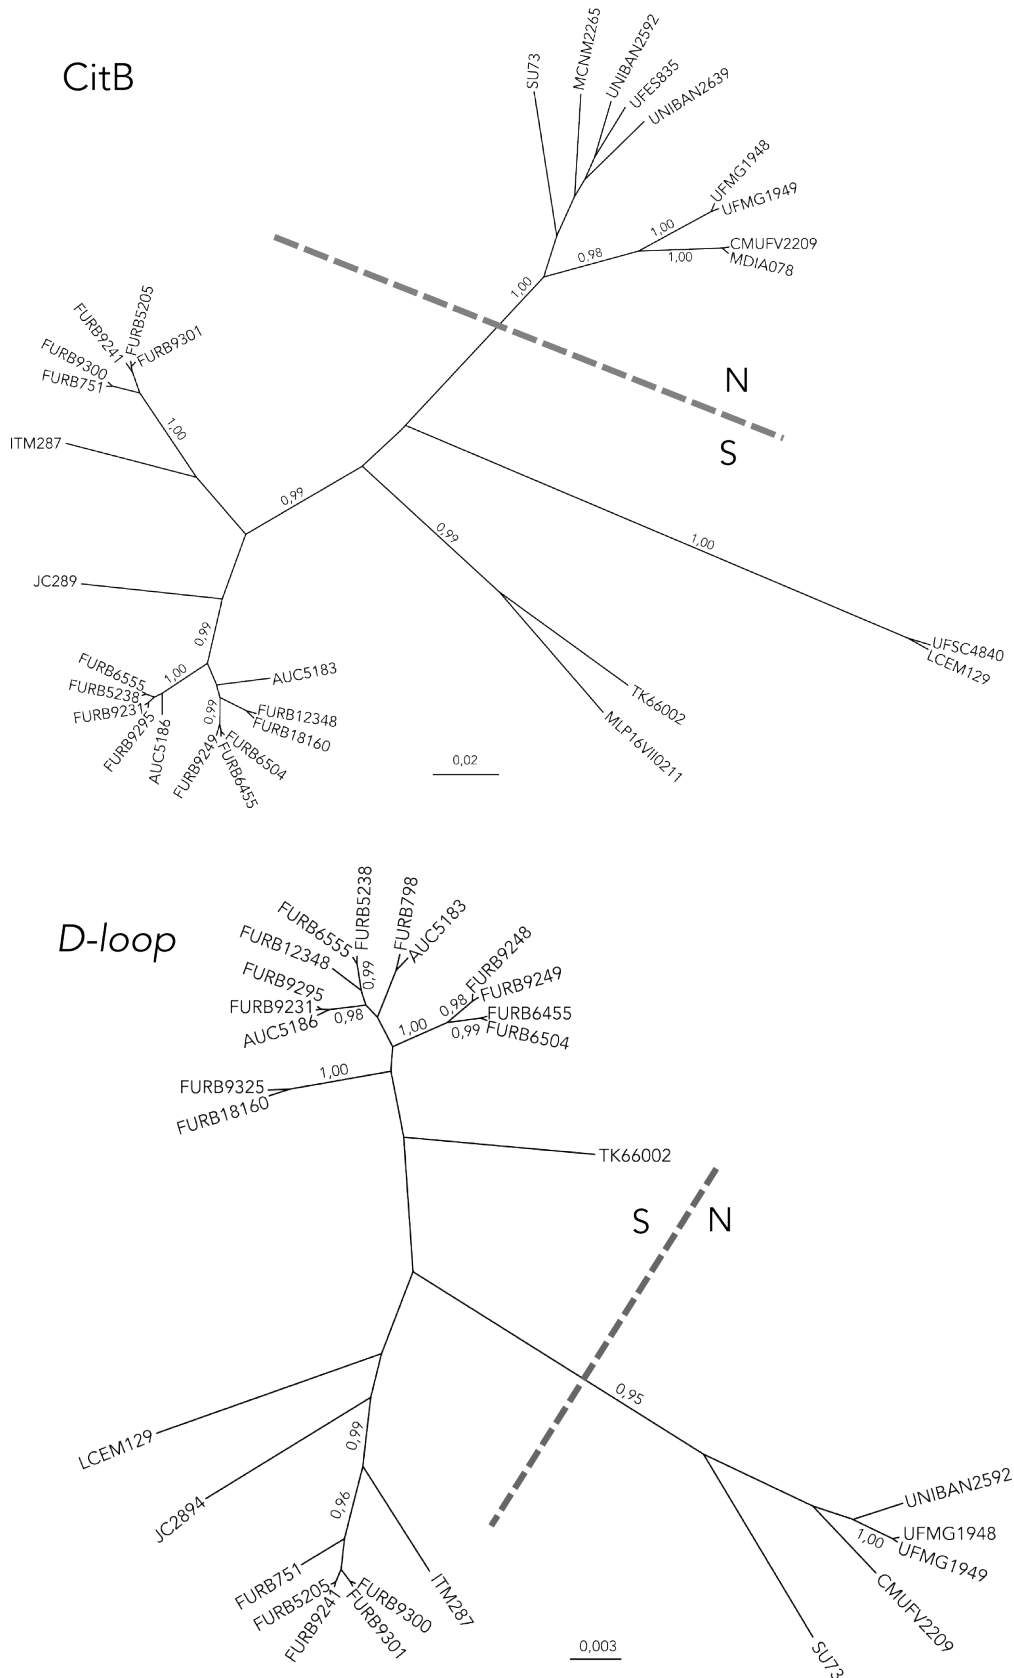 CitB
SU73
MCNM2265
UNIBAN2592
UFES835
UNIBAN2639
UFMG1948
UFMG1949
1,00
CMUFV2209
0,98
1,00
MDIA078
1,00
N
S
FURB5205
FURB9241
FURB9301
FURB9300
FURB751
1,00
ITM287
0,99
0,99
1,00
JC289
0,99
UFSC4840
LCEM129
FURB6555
1,00
AUC5183
FURB5238
TK66002
FURB9231
0,99
FURB12348
FURB9295
FURB18160
AUC5186
MLP16VII0211
FURB9249
FURB6504
FURB6455
0,02
D-loop
FURB5238
FURB798
AUC5183
FURB6555
FURB12348
0,99
FURB9248
FURB9295
0,98
FURB9249
FURB9231
0,98
FURB6455
AUC5186
1,00
0,99
FURB6504
1,00
FURB9325
FURB18160
TK66002
S
N
0,95
LCEM129
0,99
JC2894
0,96
UNIBAN2592
1,00
UFMG1948
UFMG1949
FURB751
ITM287
CMUFV2209
FURB5205
FURB9300
FURB9241
FURB9301
SU73
0,003